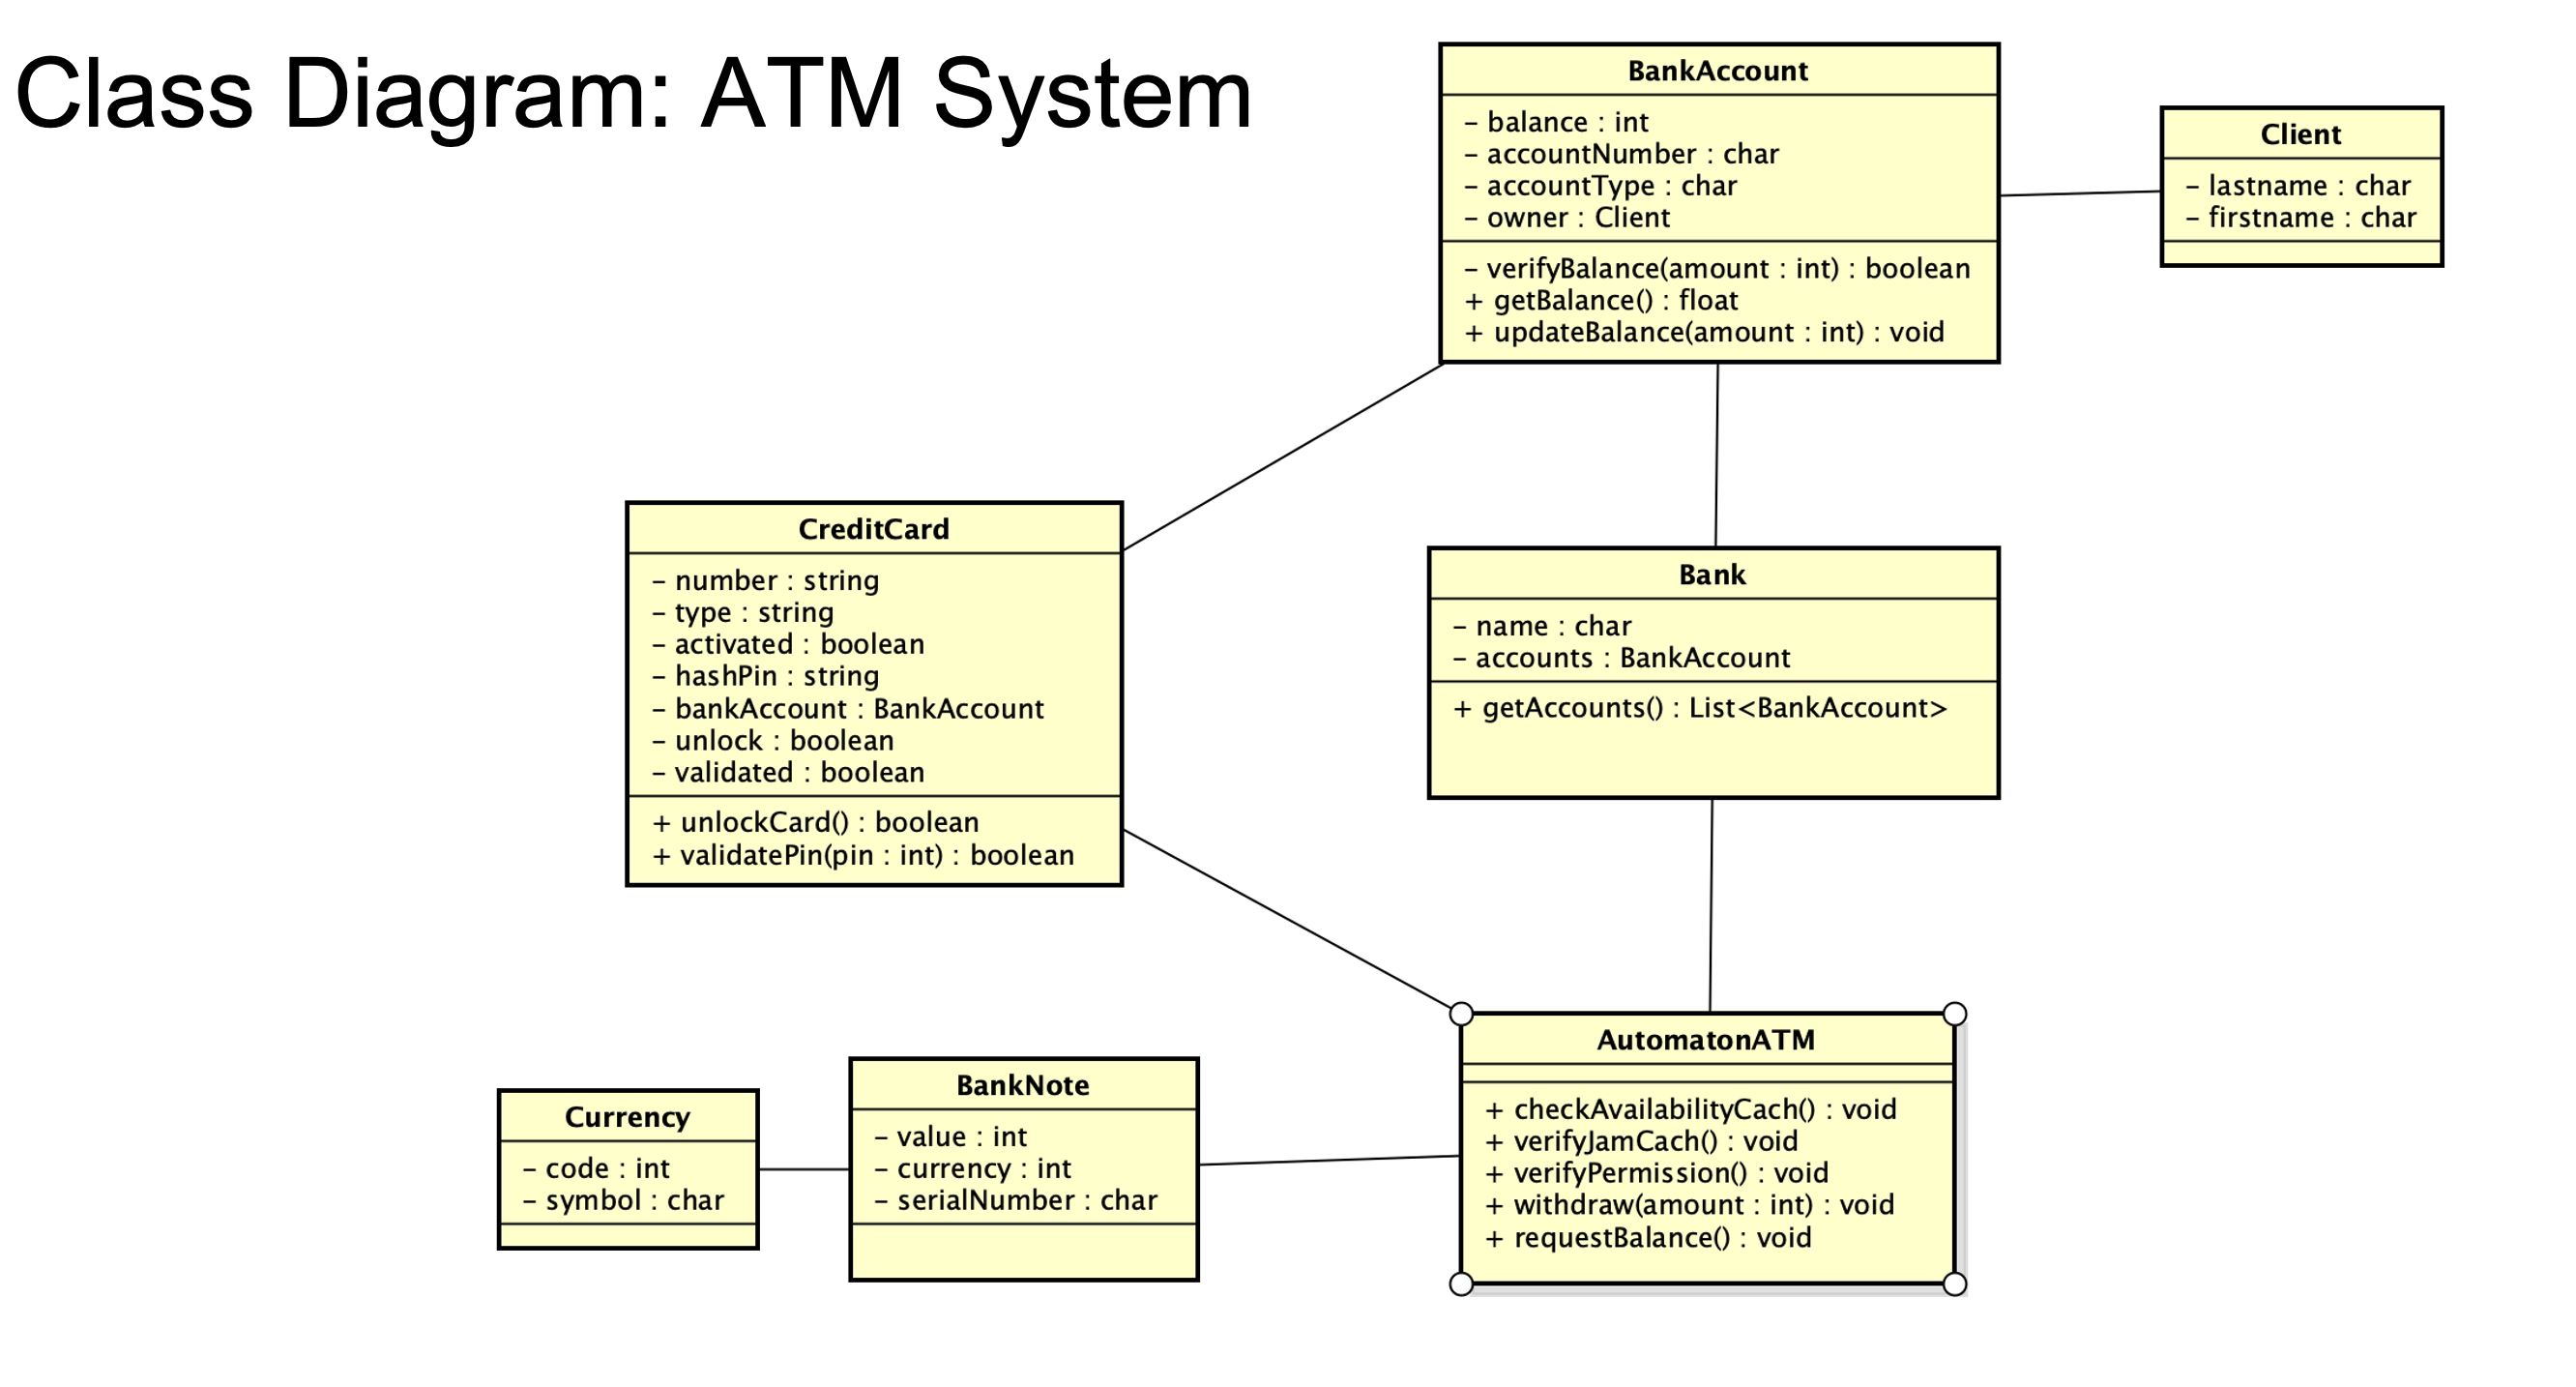 Class Diagram: ATM System
BankAccount
- balance : int
- accountNumber : char
- accountType : char
- owner : Client
- verifyBalance(amount : int) : boolean
+ getBalance() : float
+ updateBalance(amount : int) : void
Client
- lastname : char
- firstname : char
CreditCard
- number : string
- type : string
- activated : boolean
- hashPin : string
- bankAccount : BankAccount
- unlock : boolean
- validated : boolean
+ unlockCard() : boolean
+ validatePin(pin : int) : boolean
Bank
- name : char
- accounts : BankAccount
+ getAccounts() : List<BankAccount>
Currency
- code : int
- symbol : char
BankNote
- value : int
- currency : int
- serialNumber : char
AutomatonATM
+ checkAvailabilityCach() : void
+ verifyJamCach() : void
+ verifyPermission() : void
+ withdraw(amount : int) : void
+ requestBalance() : void